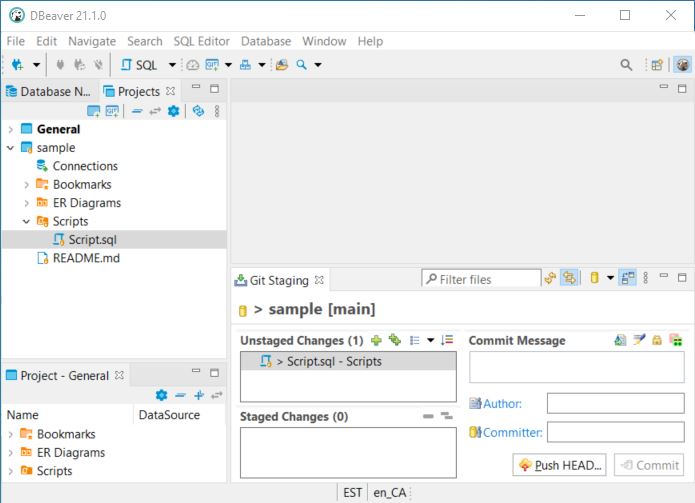 DBeaver 21.1.0
File Edit Navigate Search SQL Editor Database Window Help
SQL
Database N... Projects
General
sample
Connections
Bookmarks
ER Diagrams
Scripts
Script.sql
README.md
Git Staging Filter files
> sample [main]
Unstaged Changes (1) Commit Message
> Script.sql - Scripts
Staged Changes (0)
Author:
Committer:
Push HEAD... Commit
Project - General
Name DataSource
Bookmarks
ER Diagrams
Scripts
EST en_CA